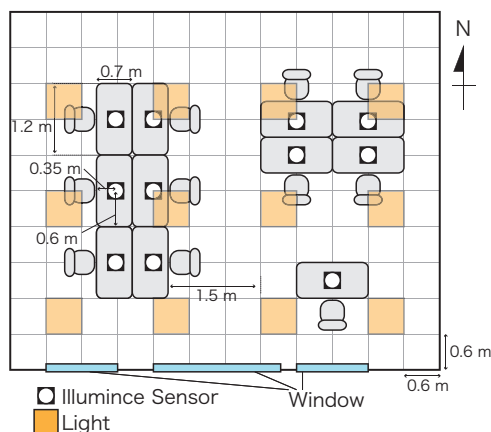 N
0.7 m
1.2 m
0.35 m
0.6 m
1.5 m
0.6 m
0.6 m
Illumince Sensor
Window
Light